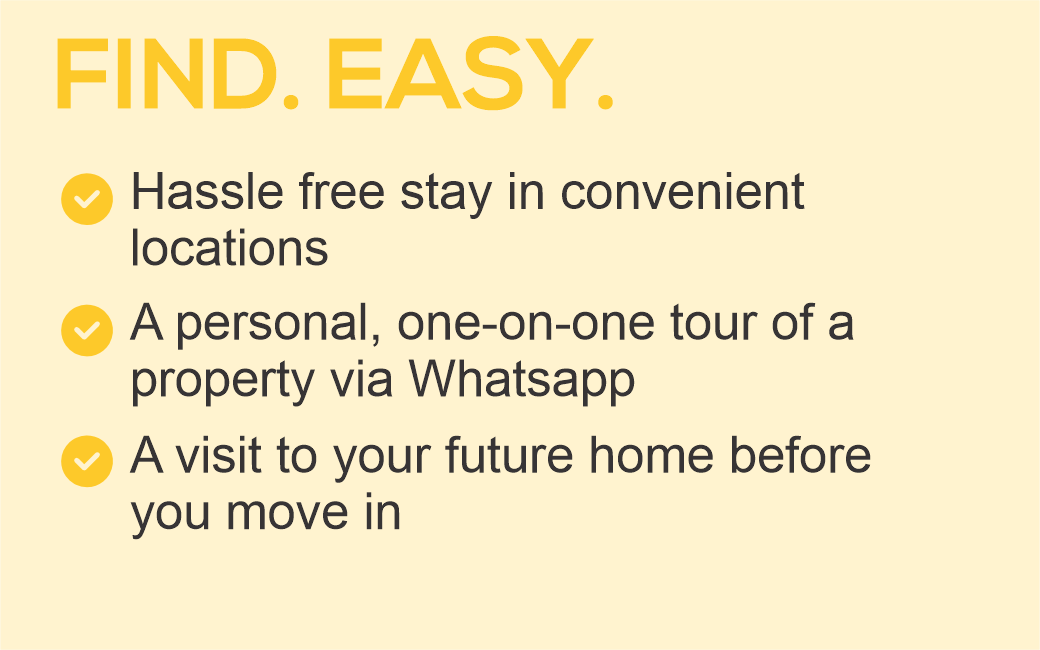 FIND. EASY.
Hassle free stay in convenient
locations
A personal, one-on-one tour of a
property via Whatsapp
A visit to your future home before
you move in